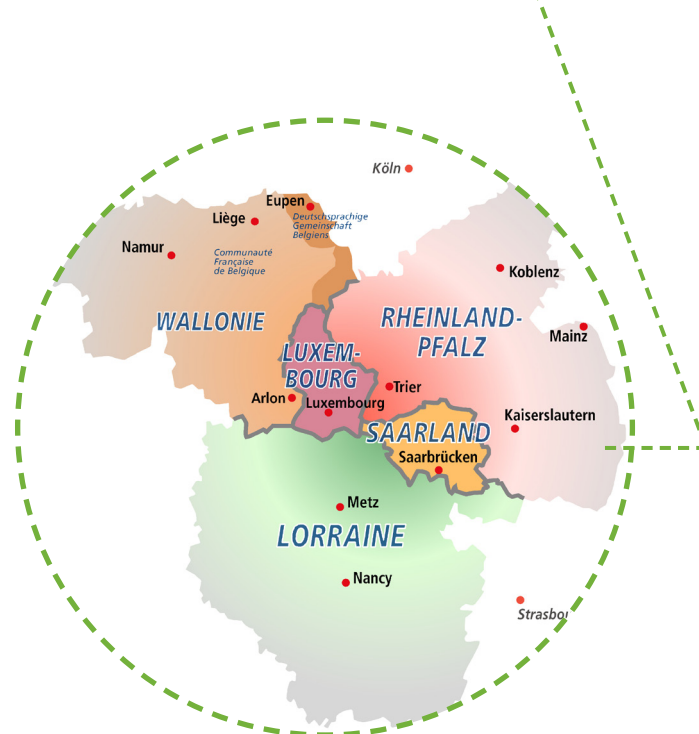 Köln
Eupen
Liège
Deutschsprachige
Gemeinschaft
Belgiens
Namur
Communauté
Française
de Belgique
Koblenz
WALLONIE
RHEINLAND-
PFALZ
Mainz
LUXEM-
BOURG
Trier
Arlon
Luxembourg
Kaiserslautern
SAARLAND
Saarbrücken
Metz
LORRAINE
Nancy